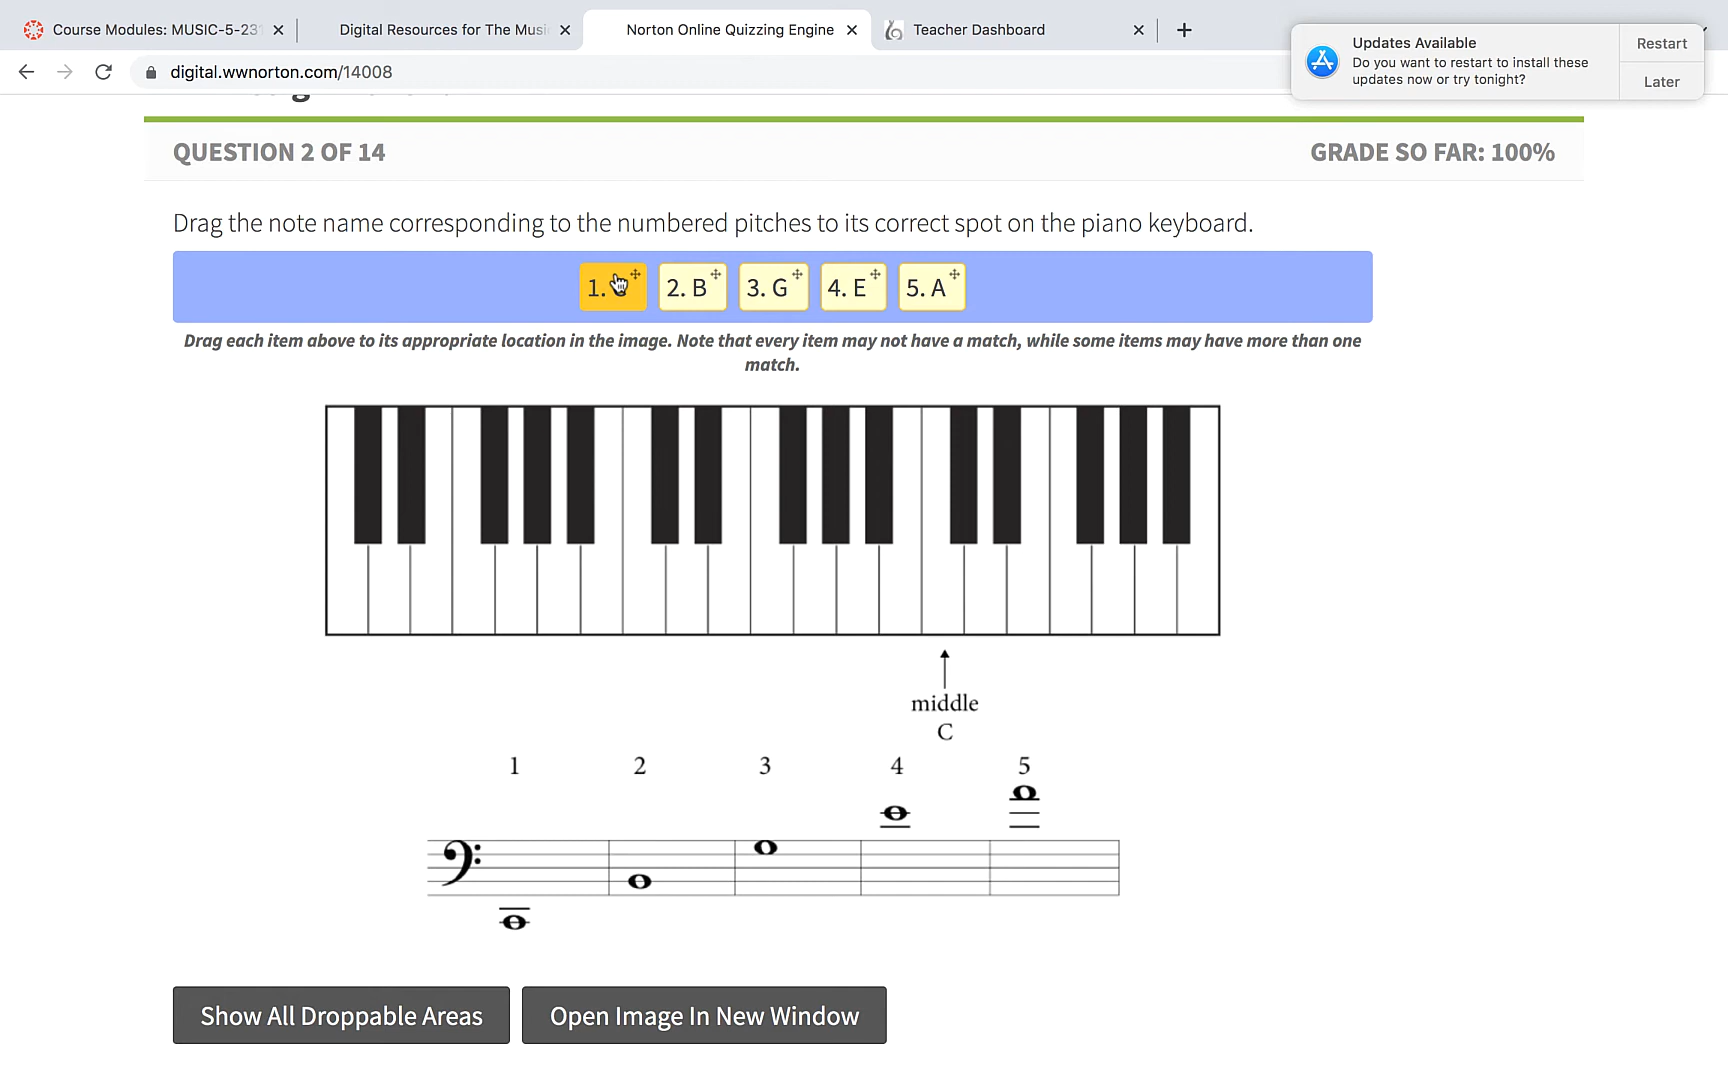 Course Modules: MUSIC-5-23
Digital Resources for The Musi
Norton Online Quizzing Engine
Teacher Dashboard
digital.wwnorton.com/14008
Updates Available
Do you want to restart to install these
updates now or try tonight?
Restart
Later
QUESTION 2 OF 14
GRADE SO FAR: 100%
Drag the note name corresponding to the numbered pitches to its correct spot on the piano keyboard.
1.
2. B
3. G
4. E
5. A
Drag each item above to its appropriate location in the image. Note that every item may not have a match, while some items may have more than one
match.
middle
C
1
2
3
4
5
Show All Droppable Areas
Open Image In New Window